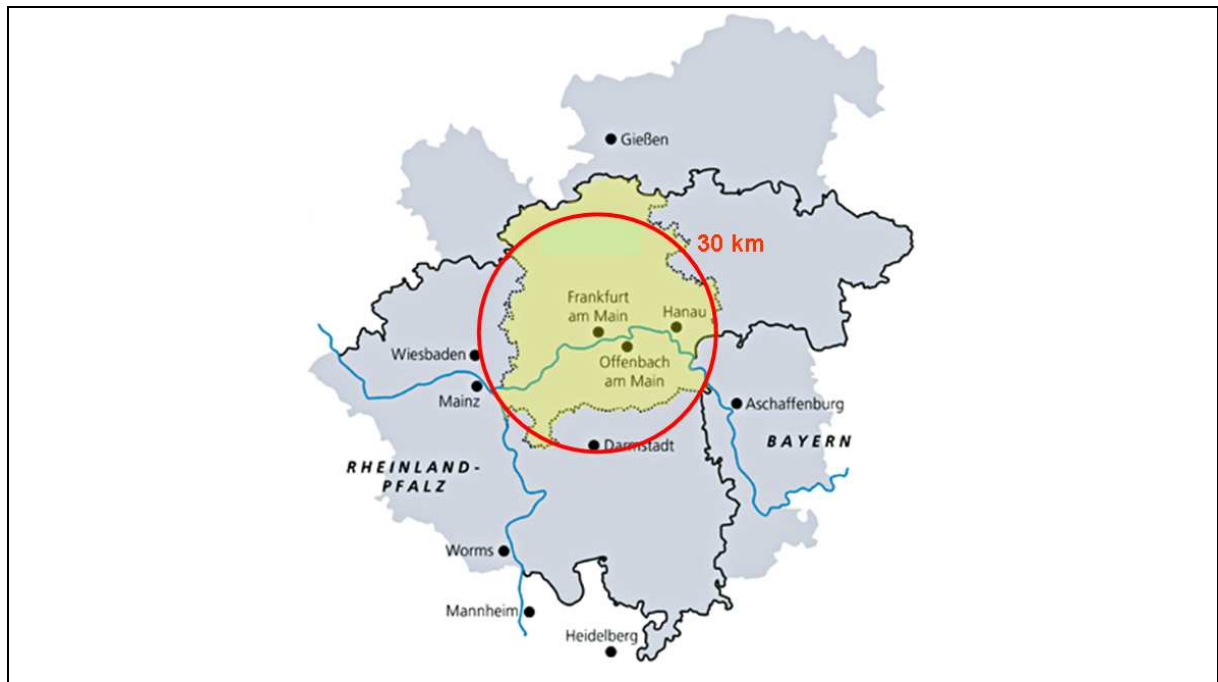 Gießen
30 km
Frankfurt
am Main
Hanau
Wiesbaden
Offenbach
am Main
Mainz
Aschaffenburg
BAYERN
Darmstadt
RHEINLAND-
PFALZ
Worms
Mannheim
Heidelberg